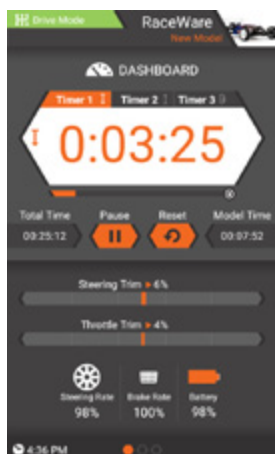 Drive Mode
RaceWare
New Model
DASHBOARD
Timer 1 Timer 2 Timer 3
0:03:25
Total Time Pause Reset Model Time
00:25:12 00:07:52
Steering Trim ▸ 6%
Throttle Trim ▸ 4%
Steering Rate Brake Rate Battery
98% 100% 98%
4:36 PM